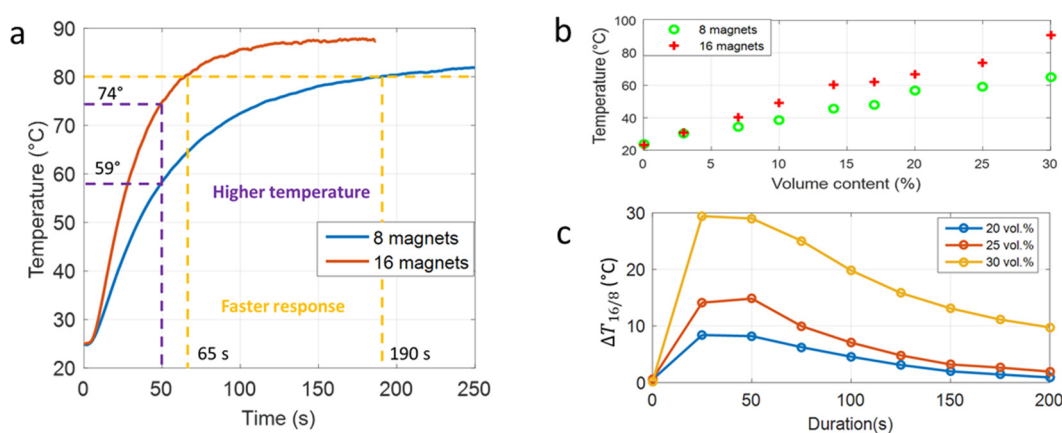 a
Temperature (°C)
90
80
70
60
50
40
30
20
74°
59°
Higher temperature
8 magnets
16 magnets
Faster response
65 s
190 s
0
50
100
150
200
250
Time (s)
b
Temperature (°C)
100
80
60
40
20
8 magnets
16 magnets
0
5
10
15
20
25
30
Volume content (%)
c
ΔT16/8 (°C)
30
20
10
0
20 vol.%
25 vol.%
30 vol.%
0
50
100
150
200
Duration(s)